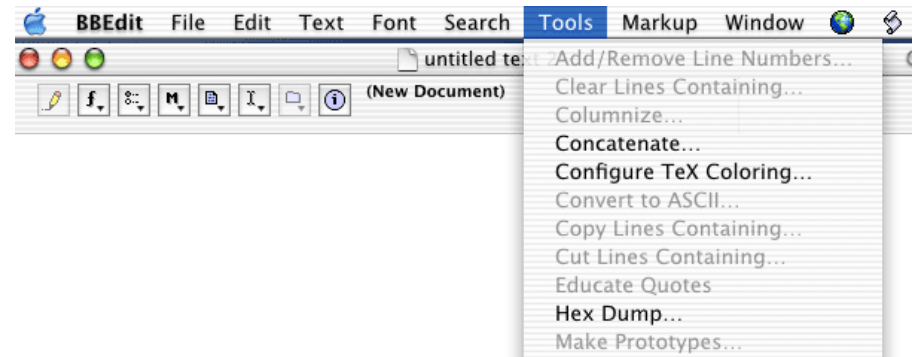 BBEdit File Edit Text Font Search Tools Markup Window
untitled te
(New Document)
Add/Remove Line Numbers...
Clear Lines Containing...
Columnize...
Concatenate...
Configure TeX Coloring...
Convert to ASCII...
Copy Lines Containing...
Cut Lines Containing...
Educate Quotes
Hex Dump...
Make Prototypes...